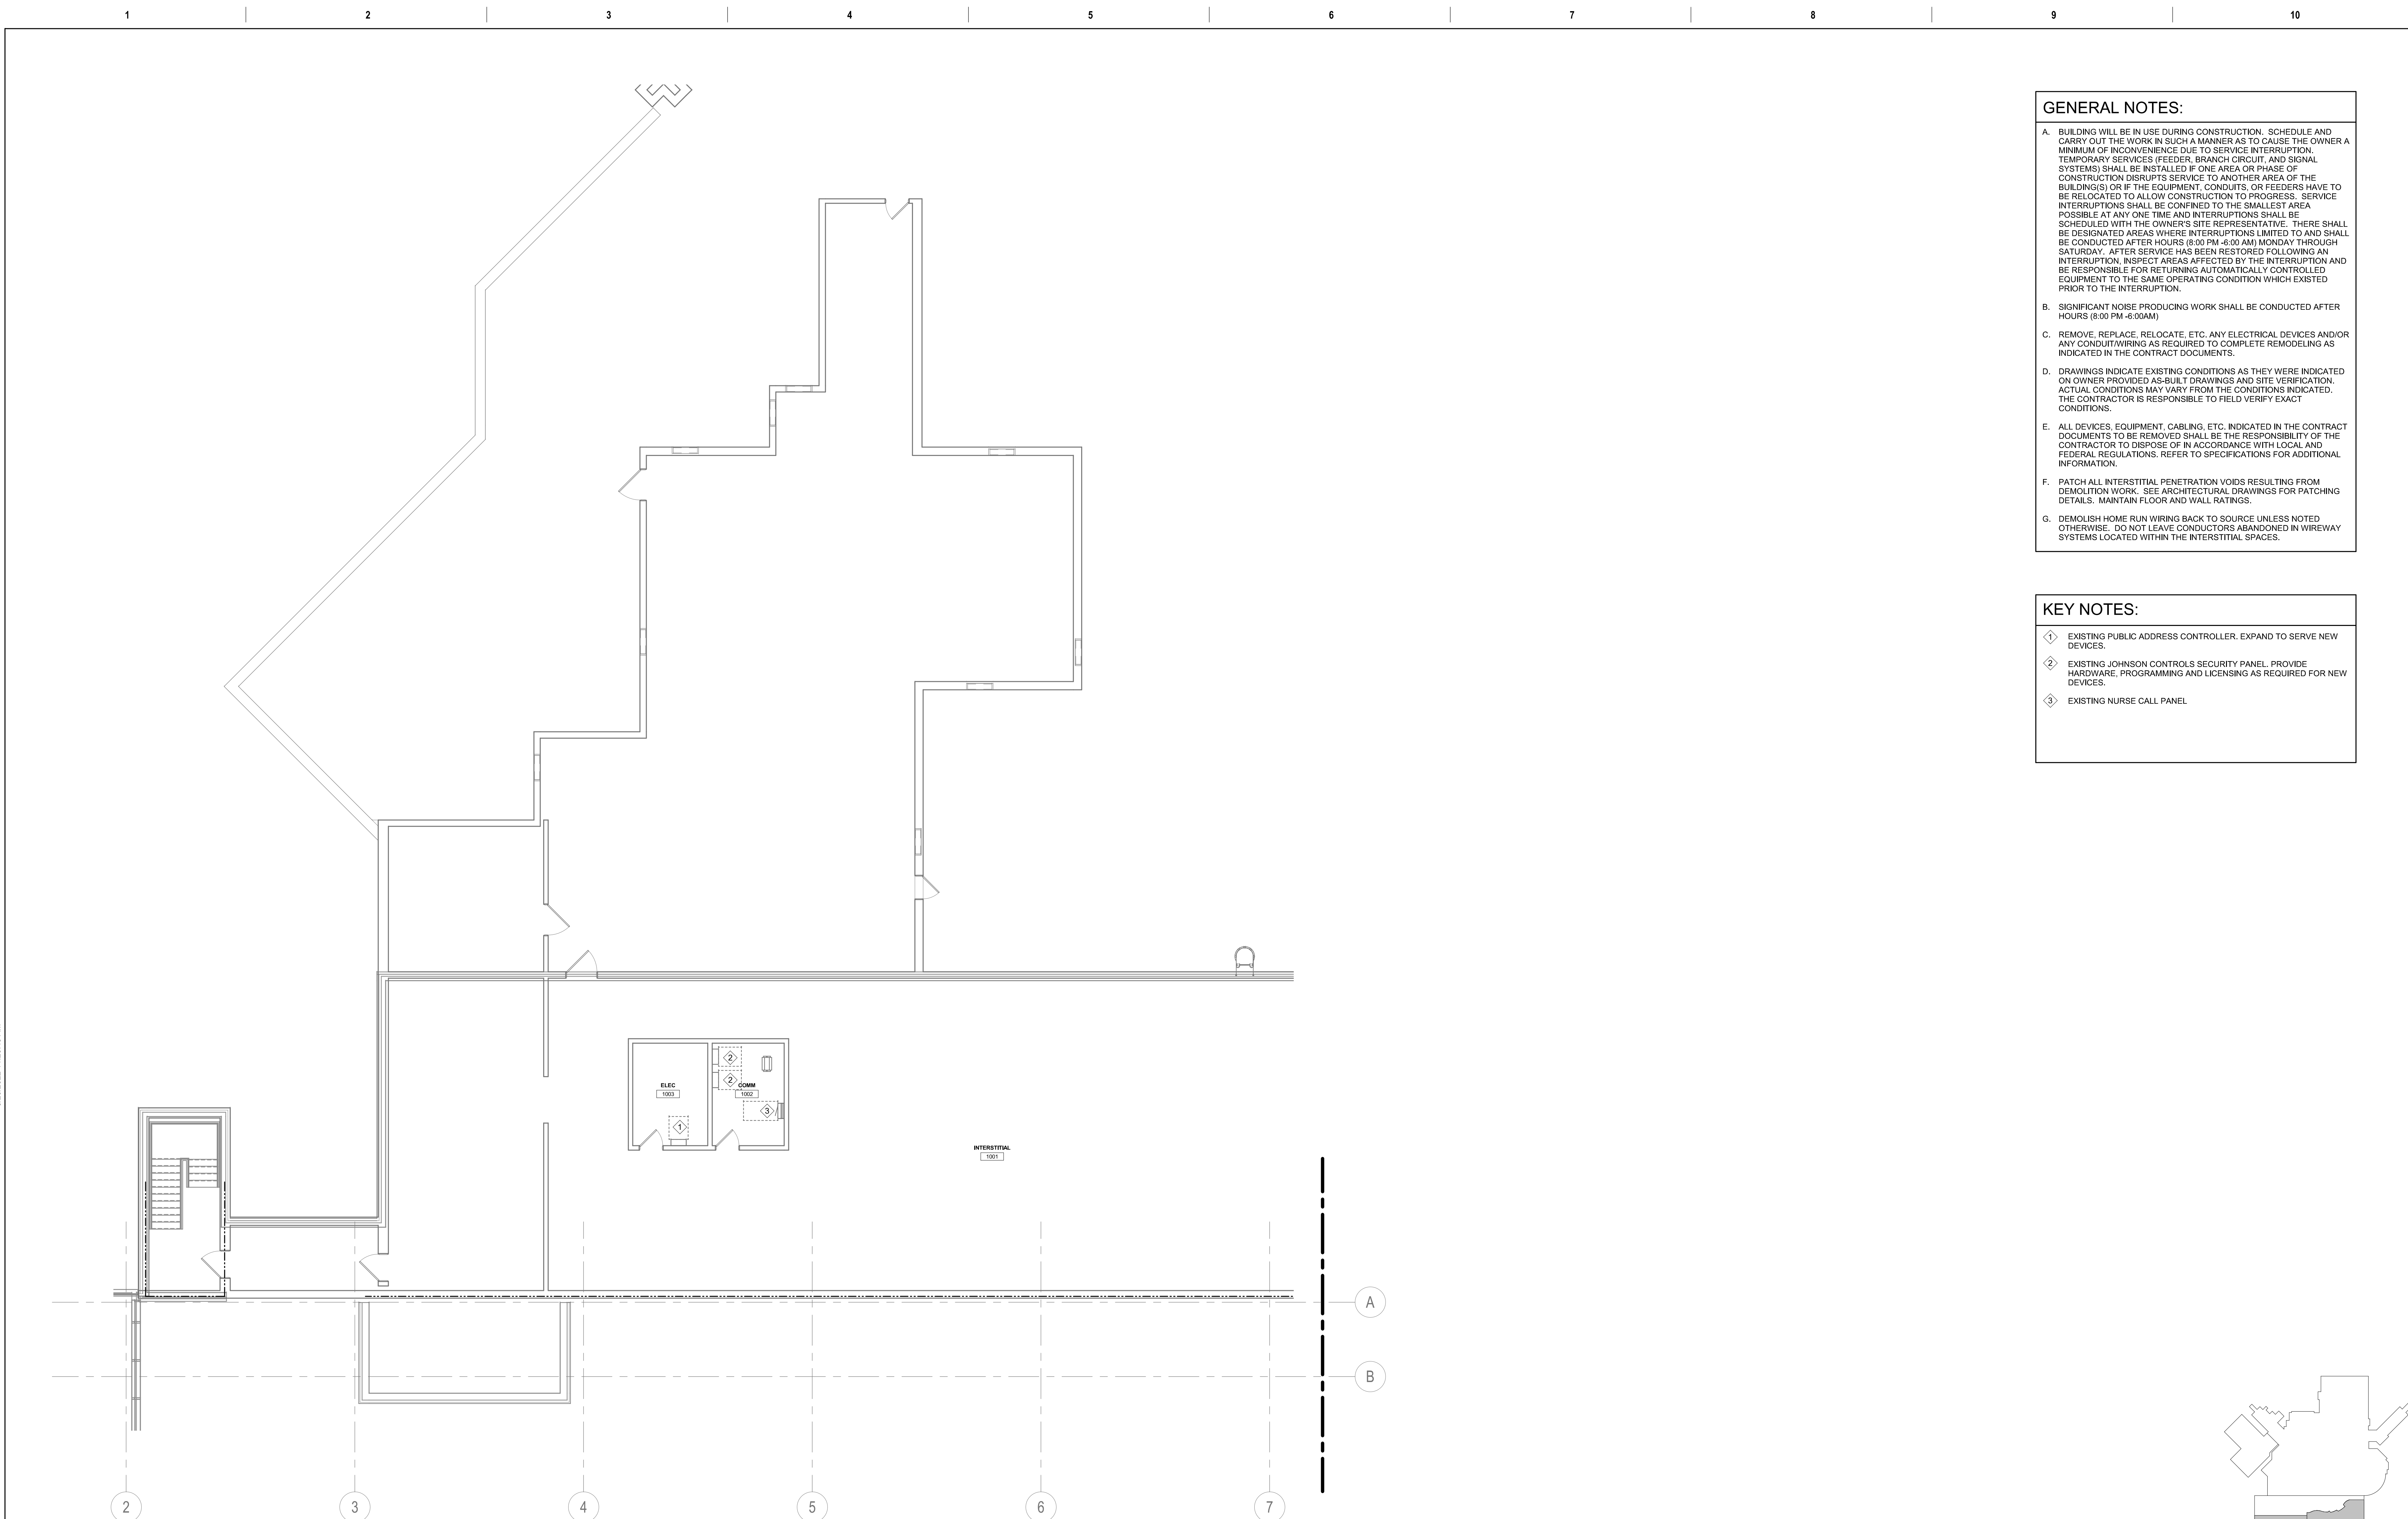 1 2 3 4 5 6 7 8 9 10
GENERAL NOTES:
A. BUILDING WILL BE IN USE DURING CONSTRUCTION. SCHEDULE AND
CARRY OUT THE WORK IN SUCH A MANNER AS TO CAUSE THE OWNER A
MINIMUM OF INCONVENIENCE DUE TO SERVICE INTERRUPTION.
TEMPORARY SERVICES (FEEDER, BRANCH CIRCUIT, AND SIGNAL
SYSTEMS) SHALL BE INSTALLED IF ONE AREA OR PHASE OF
CONSTRUCTION DISRUPTS SERVICE TO ANOTHER AREA OF THE
BUILDING(S) OR IF THE EQUIPMENT, CONDUITS, OR FEEDERS HAVE TO
BE RELOCATED TO ALLOW CONSTRUCTION TO PROGRESS. SERVICE
INTERRUPTIONS SHALL BE CONFINED TO THE SMALLEST AREA
POSSIBLE AT ANY ONE TIME AND INTERRUPTIONS SHALL BE
SCHEDULED WITH THE OWNER'S SITE REPRESENTATIVE. THERE SHALL
BE DESIGNATED AREAS WHERE INTERRUPTIONS LIMITED TO AND SHALL
BE CONDUCTED AFTER HOURS (8:00 PM -6:00 AM) MONDAY THROUGH
SATURDAY. AFTER SERVICE HAS BEEN RESTORED FOLLOWING AN
INTERRUPTION, INSPECT AREAS AFFECTED BY THE INTERRUPTION AND
BE RESPONSIBLE FOR RETURNING AUTOMATICALLY CONTROLLED
EQUIPMENT TO THE SAME OPERATING CONDITION WHICH EXISTED
PRIOR TO THE INTERRUPTION.
B. SIGNIFICANT NOISE PRODUCING WORK SHALL BE CONDUCTED AFTER
HOURS (8:00 PM -6:00AM)
C. REMOVE, REPLACE, RELOCATE, ETC. ANY ELECTRICAL DEVICES AND/OR
ANY CONDUIT/WIRING AS REQUIRED TO COMPLETE REMODELING AS
INDICATED IN THE CONTRACT DOCUMENTS.
D. DRAWINGS INDICATE EXISTING CONDITIONS AS THEY WERE INDICATED
ON OWNER PROVIDED AS-BUILT DRAWINGS AND SITE VERIFICATION.
ACTUAL CONDITIONS MAY VARY FROM THE CONDITIONS INDICATED.
THE CONTRACTOR IS RESPONSIBLE TO FIELD VERIFY EXACT
CONDITIONS.
E. ALL DEVICES, EQUIPMENT, CABLING, ETC. INDICATED IN THE CONTRACT
DOCUMENTS TO BE REMOVED SHALL BE THE RESPONSIBILITY OF THE
CONTRACTOR TO DISPOSE OF IN ACCORDANCE WITH LOCAL AND
FEDERAL REGULATIONS. REFER TO SPECIFICATIONS FOR ADDITIONAL
INFORMATION.
F. PATCH ALL INTERSTITIAL PENETRATION VOIDS RESULTING FROM
DEMOLITION WORK. SEE ARCHITECTURAL DRAWINGS FOR PATCHING
DETAILS. MAINTAIN FLOOR AND WALL RATINGS.
G. DEMOLISH HOME RUN WIRING BACK TO SOURCE UNLESS NOTED
OTHERWISE. DO NOT LEAVE CONDUCTORS ABANDONED IN WIREWAY
SYSTEMS LOCATED WITHIN THE INTERSTITIAL SPACES.
KEY NOTES:
1 EXISTING PUBLIC ADDRESS CONTROLLER. EXPAND TO SERVE NEW
DEVICES.
2 EXISTING JOHNSON CONTROLS SECURITY PANEL. PROVIDE
HARDWARE, PROGRAMMING AND LICENSING AS REQUIRED FOR NEW
DEVICES.
3 EXISTING NURSE CALL PANEL
2
2
ELEC
1003
COMM
1002
3
1
INTERSTITIAL
1001
A
B
2 3 4 5 6 7